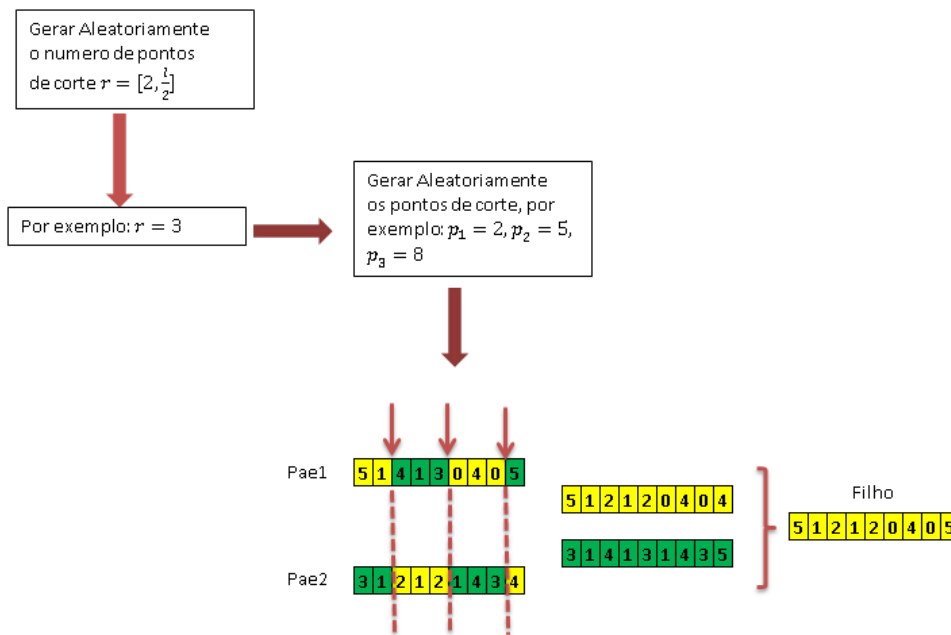 Gerar Aleatoriamente
o numero de pontos
de corte r = [2, l/2]
Por exemplo: r = 3
Gerar Aleatoriamente
os pontos de corte, por
exemplo: p₁ = 2, p₂ = 5,
p₃ = 8
Pae1
5 1 4 1 3 0 4 0 5
5 1 2 1 2 0 4 0 4
Filho
5 1 2 1 2 0 4 0 5
3 1 4 1 3 1 4 3 5
Pae2
3 1 2 1 2 1 4 3 4